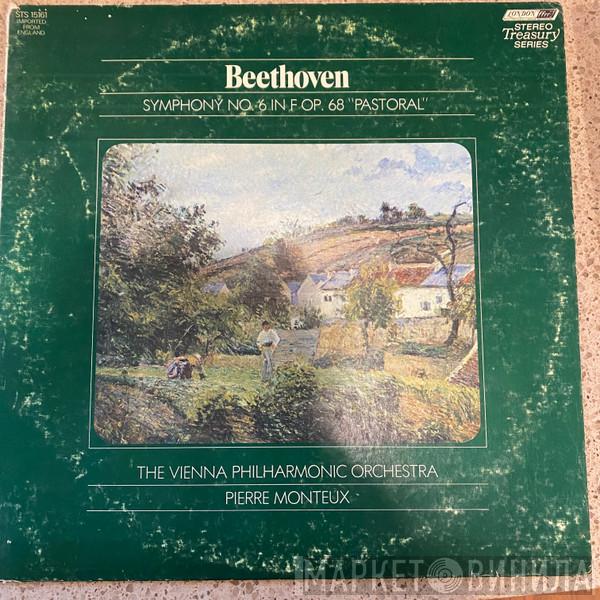 STS 15161
IMPORTED
FROM
ENGLAND
LONDON ffrr
STEREO
Treasury
SERIES
Beethoven
SYMPHONY NO. 6 IN F OP. 68 "PASTORAL"
THE VIENNA PHILHARMONIC ORCHESTRA
PIERRE MONTEUX
МАРКЕТ ВИНИЛА